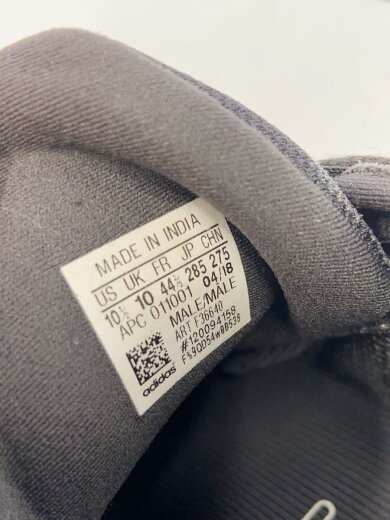 MADE IN INDIA
US UK FR JP CHN
10½ 10 44⅔ 285 275
APC 011001 04/18
MALE/MALE
ART F36640
#120094158
adidas